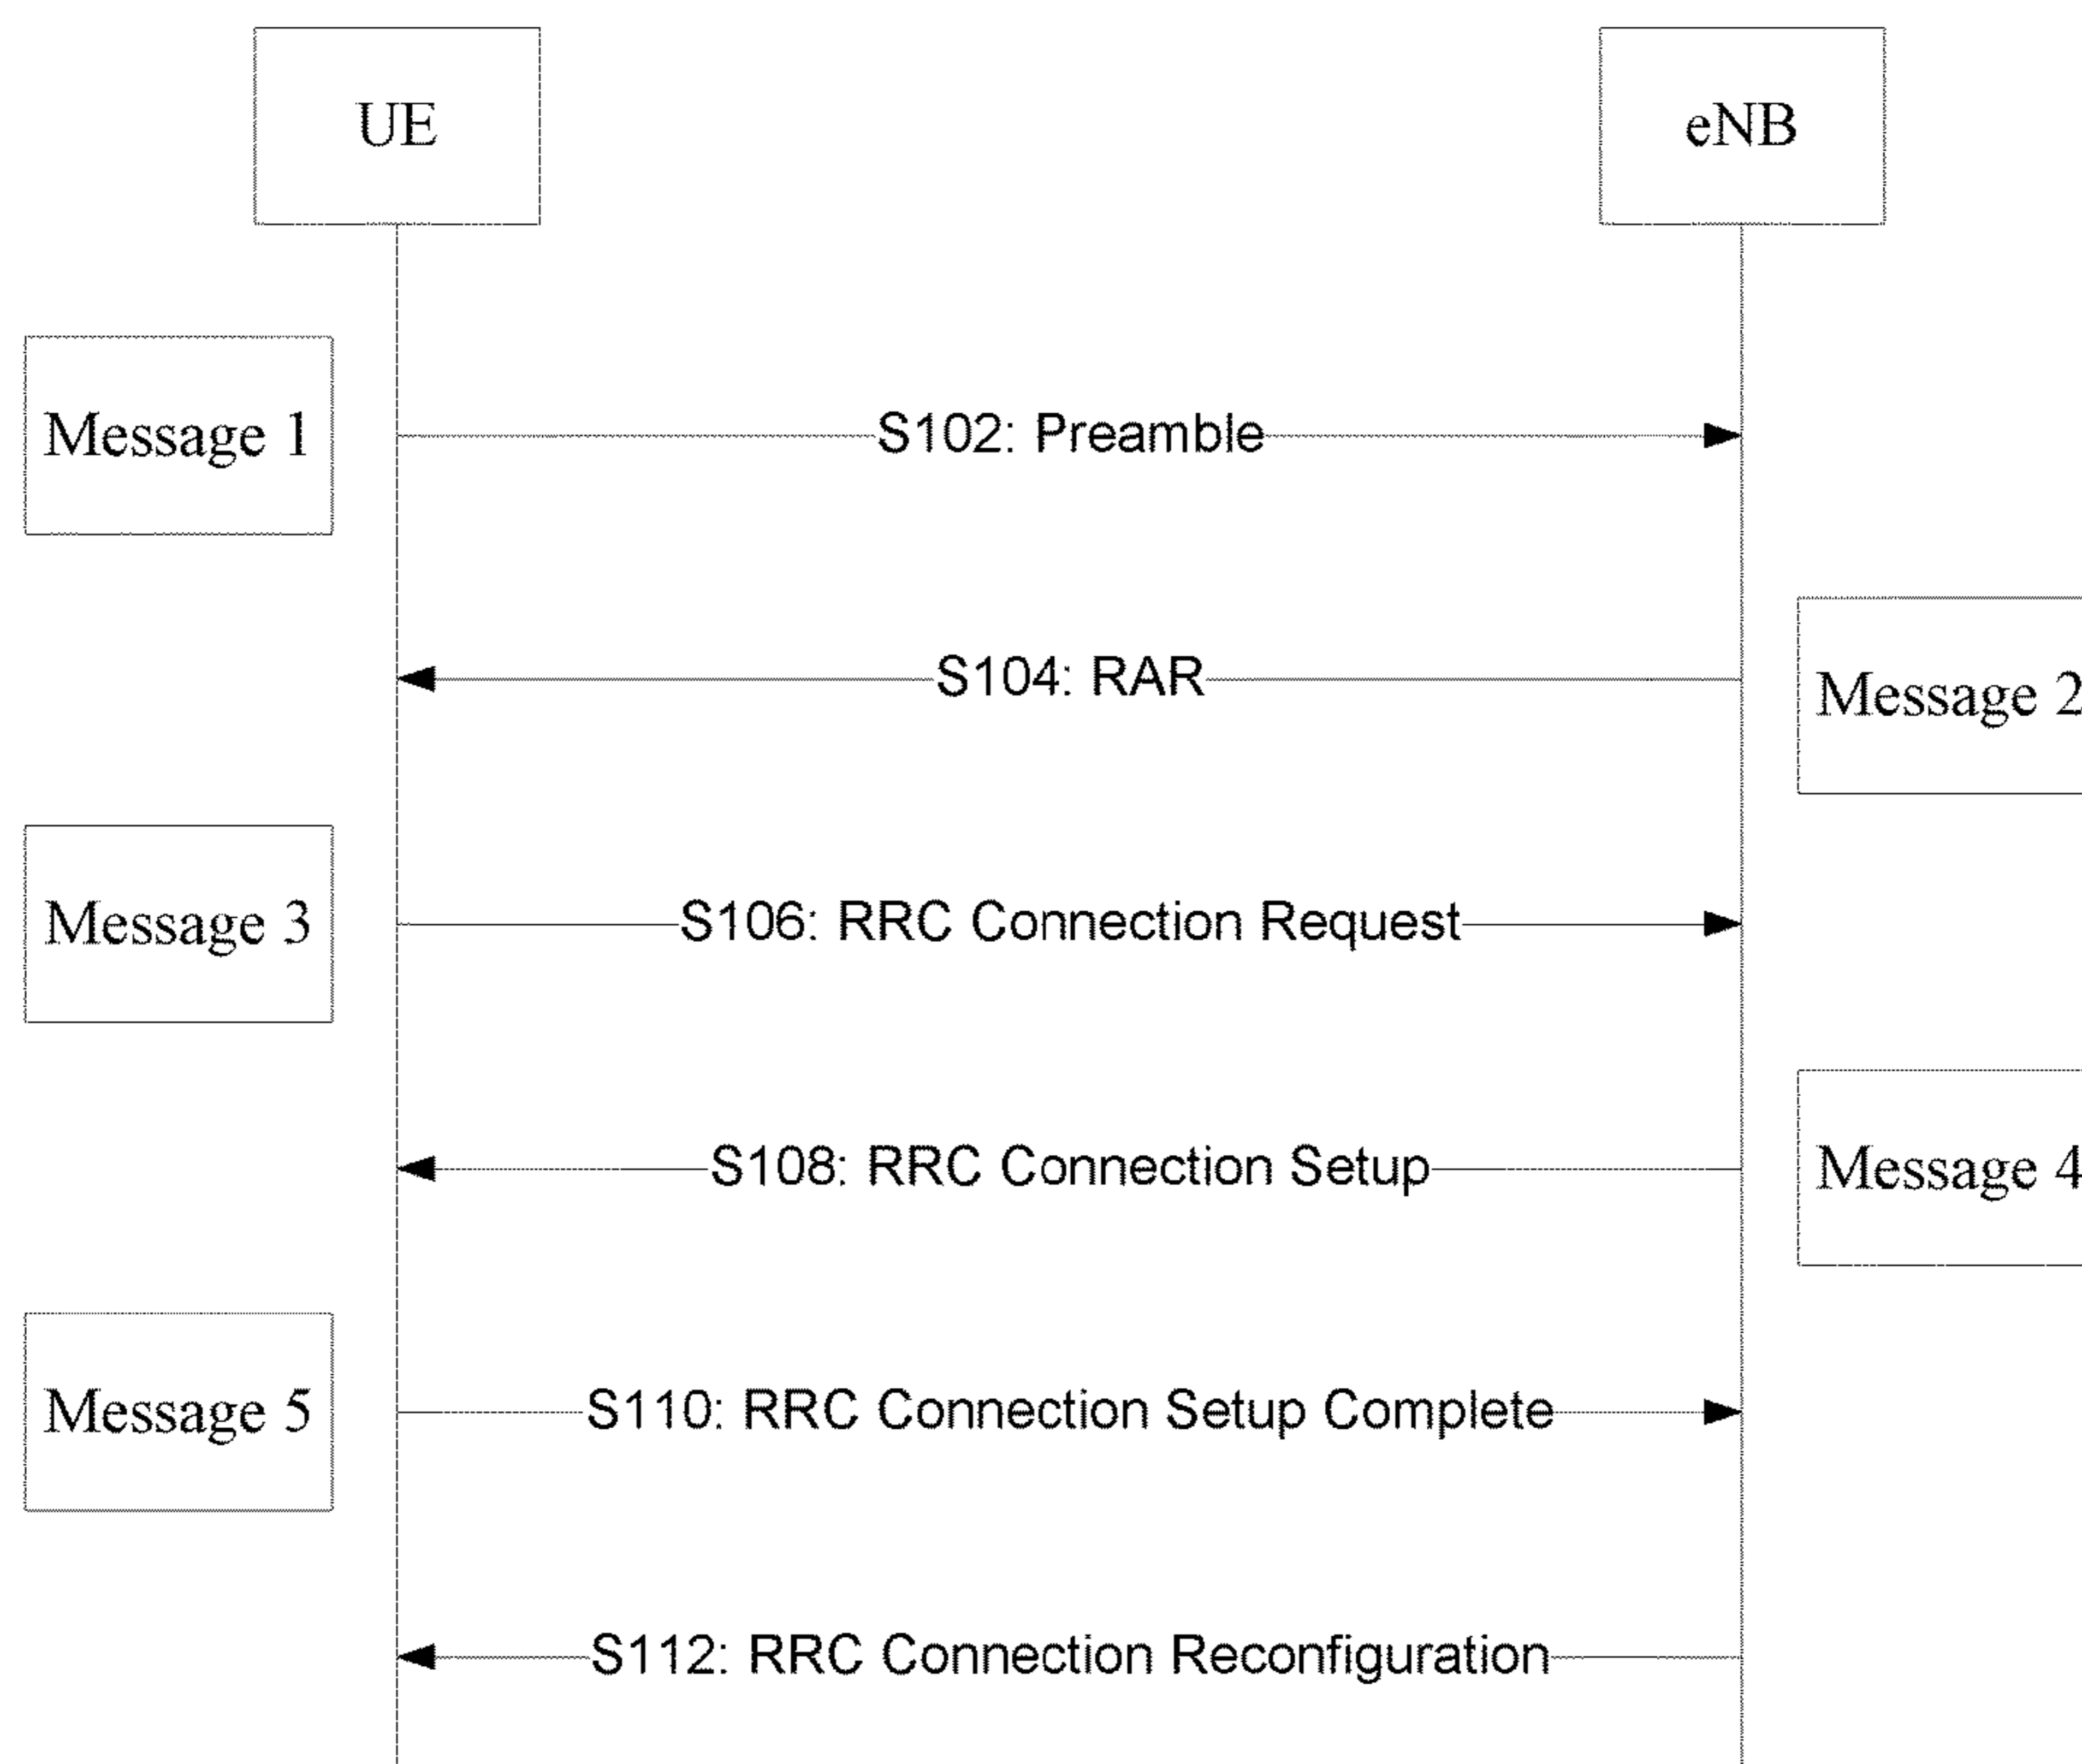 UE
eNB
Message 1
S102: Preamble
S104: RAR
Message 2
Message 3
S106: RRC Connection Request
S108: RRC Connection Setup
Message 4
Message 5
S110: RRC Connection Setup Complete
S112: RRC Connection Reconfiguration